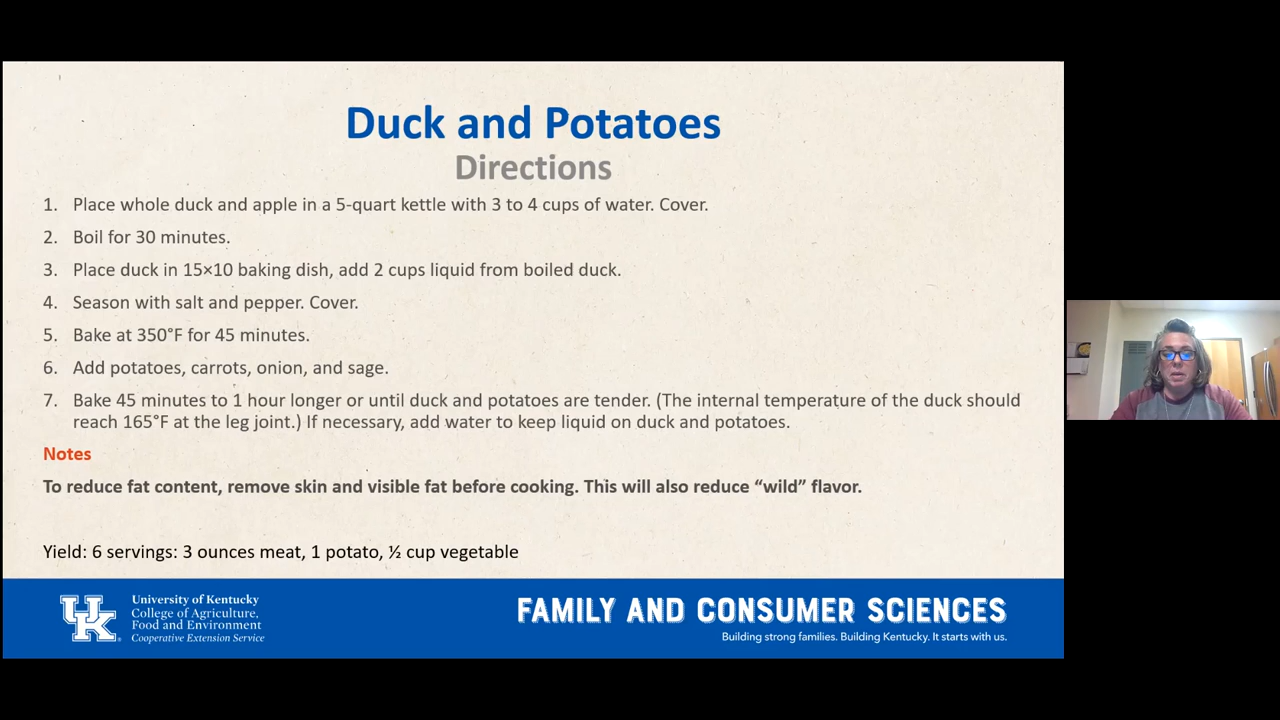 Duck and Potatoes
Directions
1. Place whole duck and apple in a 5-quart kettle with 3 to 4 cups of water. Cover.
2. Boil for 30 minutes.
3. Place duck in 15×10 baking dish, add 2 cups liquid from boiled duck.
4. Season with salt and pepper. Cover.
5. Bake at 350°F for 45 minutes.
6. Add potatoes, carrots, onion, and sage.
7. Bake 45 minutes to 1 hour longer or until duck and potatoes are tender. (The internal temperature of the duck should
reach 165°F at the leg joint.) If necessary, add water to keep liquid on duck and potatoes.
Notes
To reduce fat content, remove skin and visible fat before cooking. This will also reduce “wild” flavor.
Yield: 6 servings: 3 ounces meat, 1 potato, ½ cup vegetable
UK
University of Kentucky
College of Agriculture,
Food and Environment
Cooperative Extension Service
FAMILY AND CONSUMER SCIENCES
Building strong families. Building Kentucky. It starts with us.